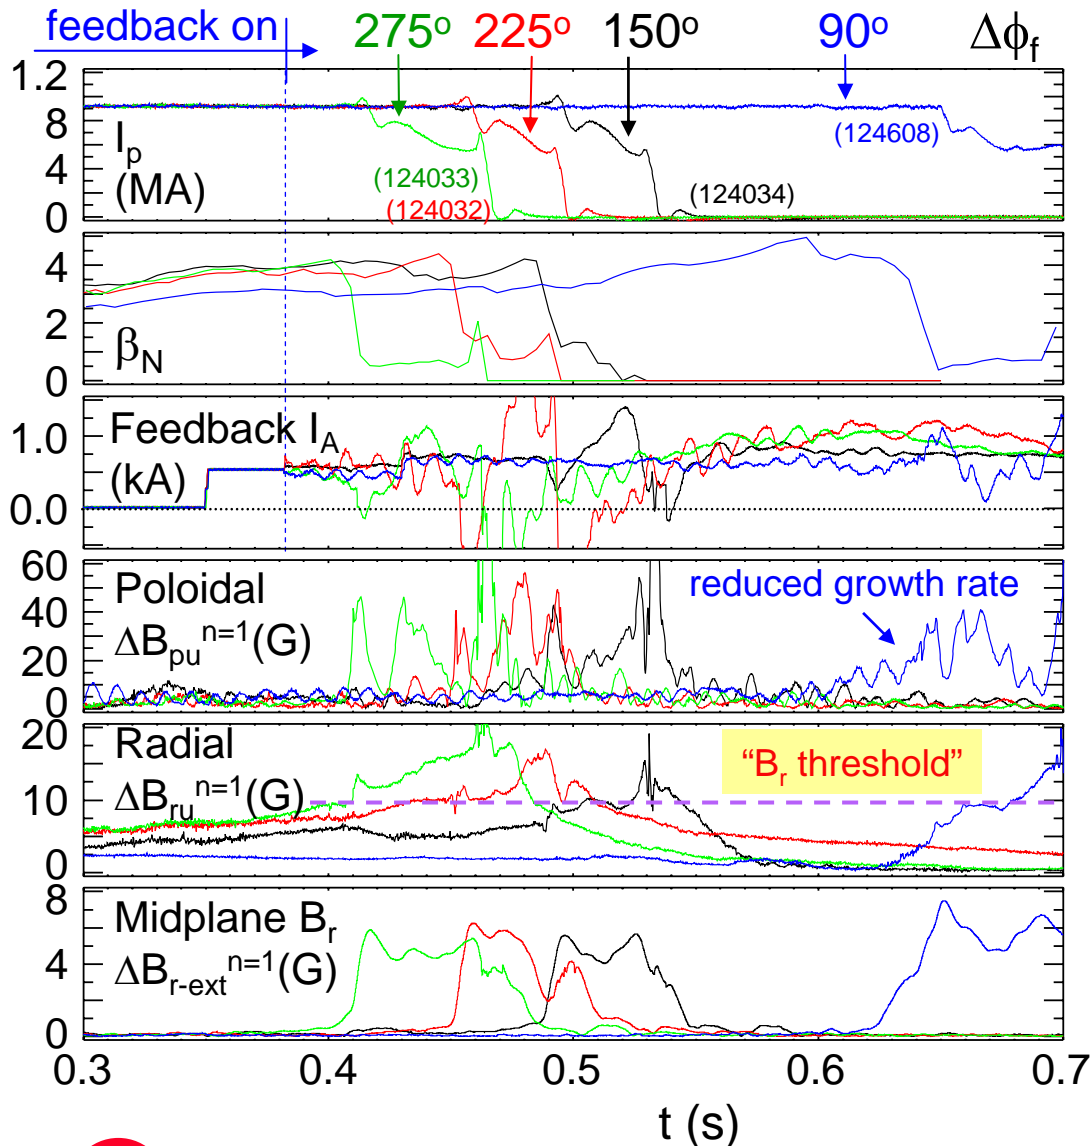 feedback on 275° 225° 150° 90° Δϕf
1.2
8
4
0
Ip
(MA)
(124033)
(124032)
(124034)
(124608)
4
2
0
βN
Feedback IA
(kA)
1.0
0.0
60
40
20
0
Poloidal
ΔBpu n=1(G)
reduced growth rate
20
10
0
Radial
ΔBru n=1(G)
“Br threshold”
8
4
0
Midplane Br
ΔBr-ext n=1(G)
0.3 0.4 0.5 0.6 0.7
t (s)